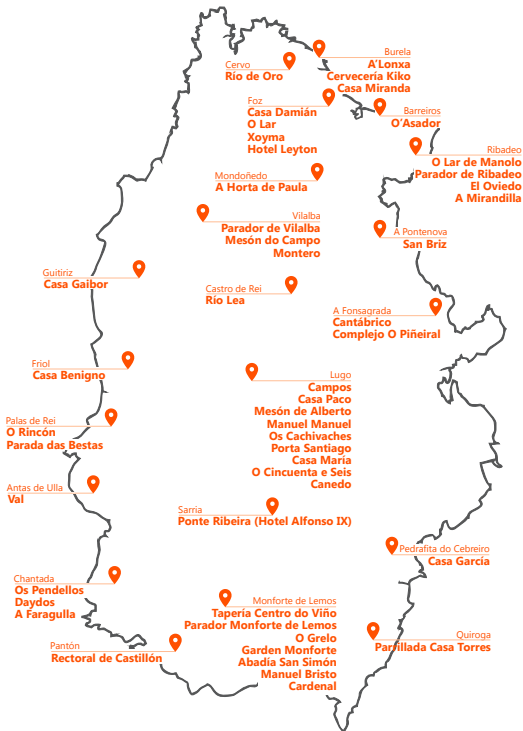 Burela
A'Lonxa
Cervecería Kiko
Casa Miranda
Cervo
Río de Oro
Foz
Casa Damián
O Lar
Xoyma
Hotel Leyton
Barreiros
O'Asador
Ribadeo
O Lar de Manolo
Parador de Ribadeo
El Oviedo
A Mirandilla
Mondoñedo
A Horta de Paula
Vilalba
Parador de Vilalba
Mesón do Campo
Montero
A Pontenova
San Briz
Guitiriz
Casa Gaibor
Castro de Rei
Río Lea
A Fonsagrada
Cantábrico
Complejo O Piñeiral
Friol
Casa Benigno
Lugo
Campos
Casa Paco
Mesón de Alberto
Manuel Manuel
Os Cachivaches
Porta Santiago
Casa María
O Cincuenta e Seis
Canedo
Palas de Rei
O Rincón
Parada das Bestas
Antas de Ulla
Val
Sarria
Ponte Ribeira (Hotel Alfonso IX)
Pedrafita do Cebreiro
Casa García
Chantada
Os Pendellos
Daydos
A Faragulla
Monforte de Lemos
Tapería Centro do Viño
Parador Monforte de Lemos
O Grelo
Garden Monforte
Abadía San Simón
Manuel Bristo
Cardenal
Pantón
Rectoral de Castillón
Quiroga
Parrillada Casa Torres